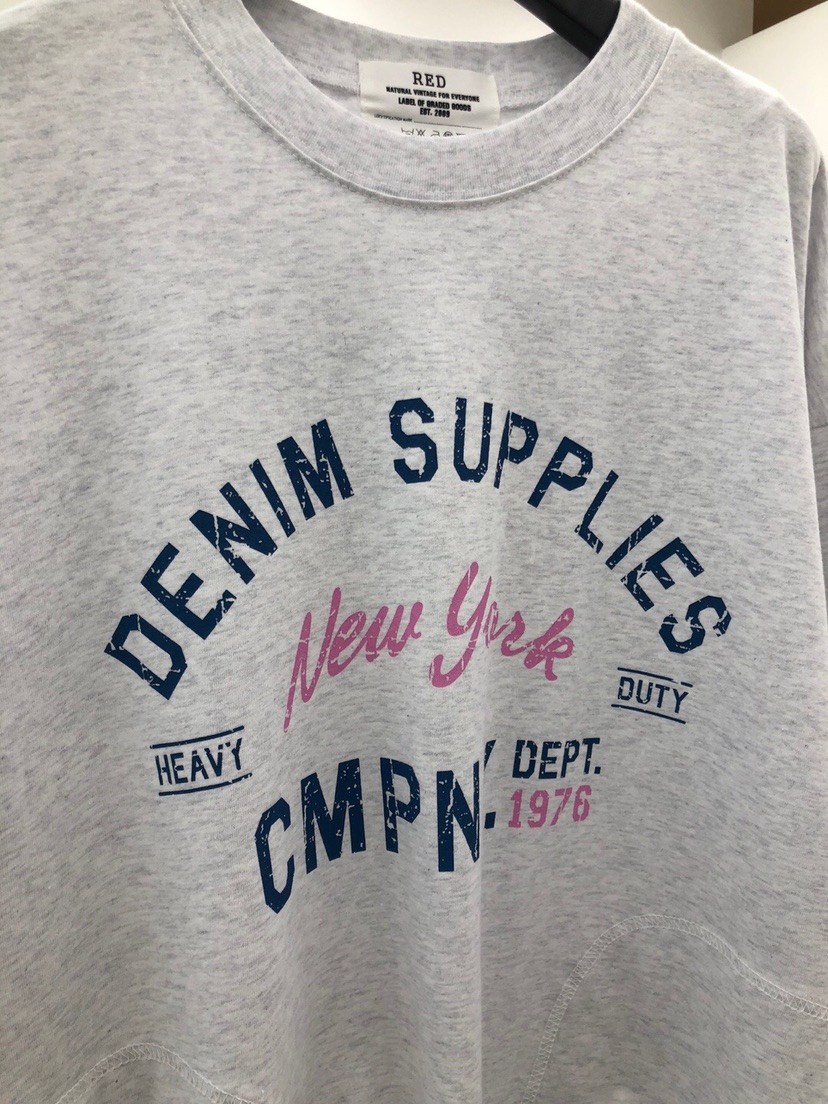 RED
NATURAL VINTAGE FOR EVERYONE
LABEL OF GRADED GOODS
EST. 2009
DENIM SUPPLIES
New York
DUTY
HEAVY
CMPNY.
DEPT.
1976